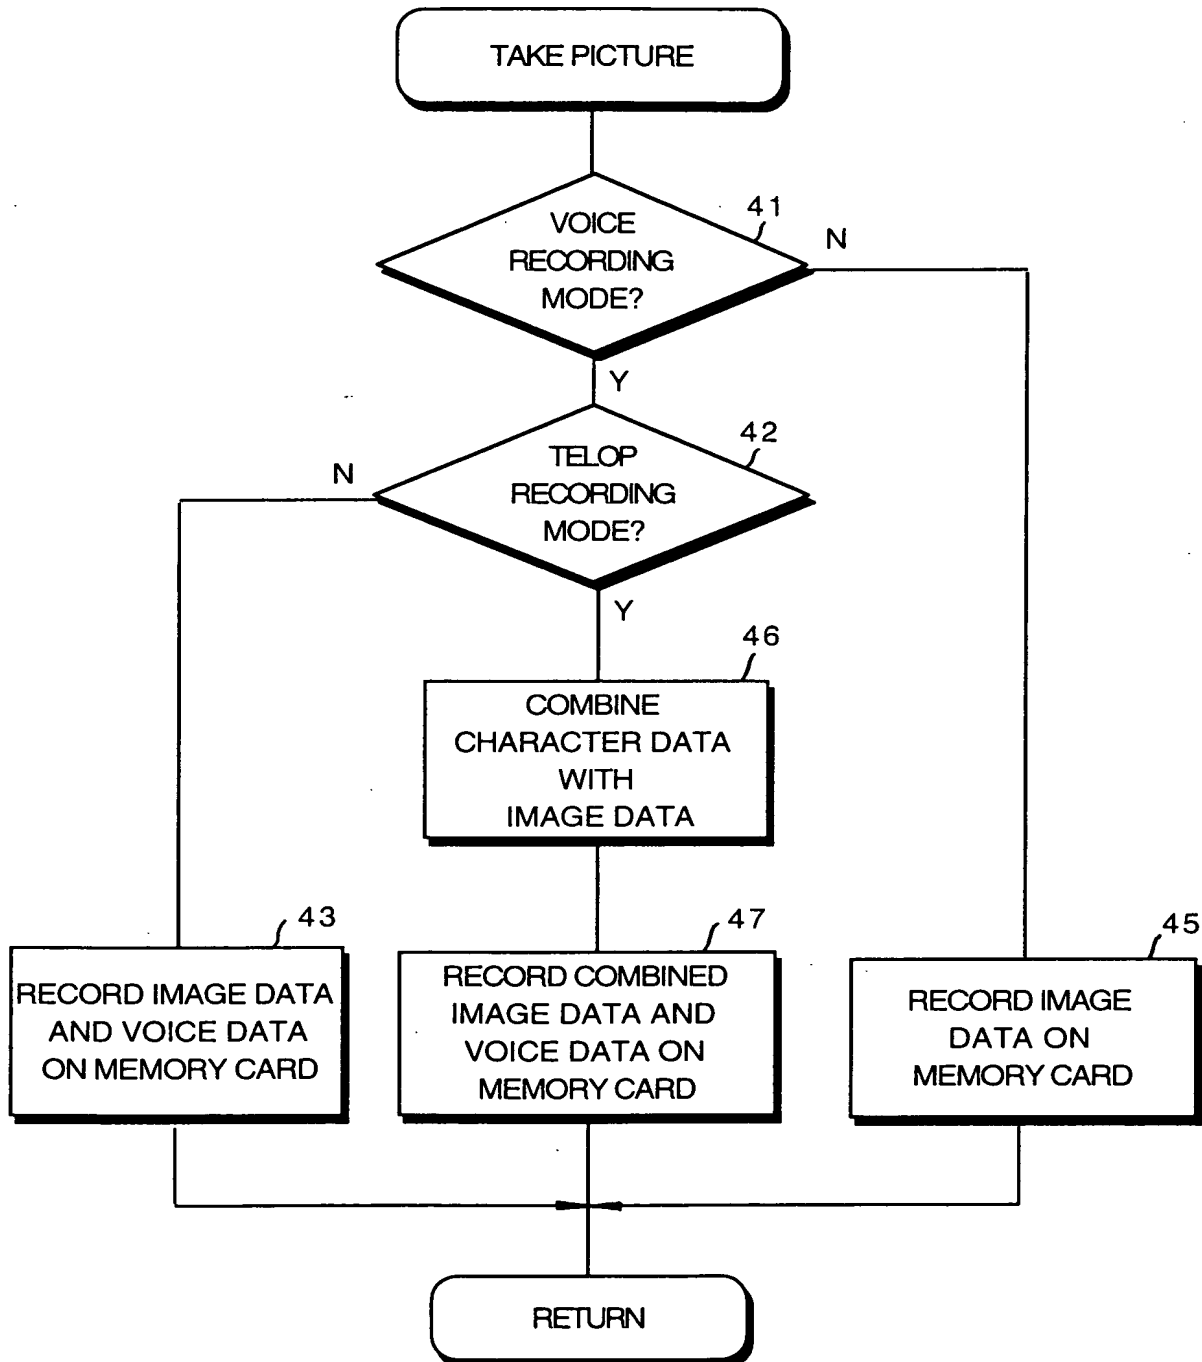 TAKE PICTURE
41
VOICE
RECORDING
MODE?
N
Y
42
TELOP
RECORDING
MODE?
N
Y
46
COMBINE
CHARACTER DATA
WITH
IMAGE DATA
43
RECORD IMAGE DATA
AND VOICE DATA
ON MEMORY CARD
47
RECORD COMBINED
IMAGE DATA AND
VOICE DATA ON
MEMORY CARD
45
RECORD IMAGE
DATA ON
MEMORY CARD
RETURN